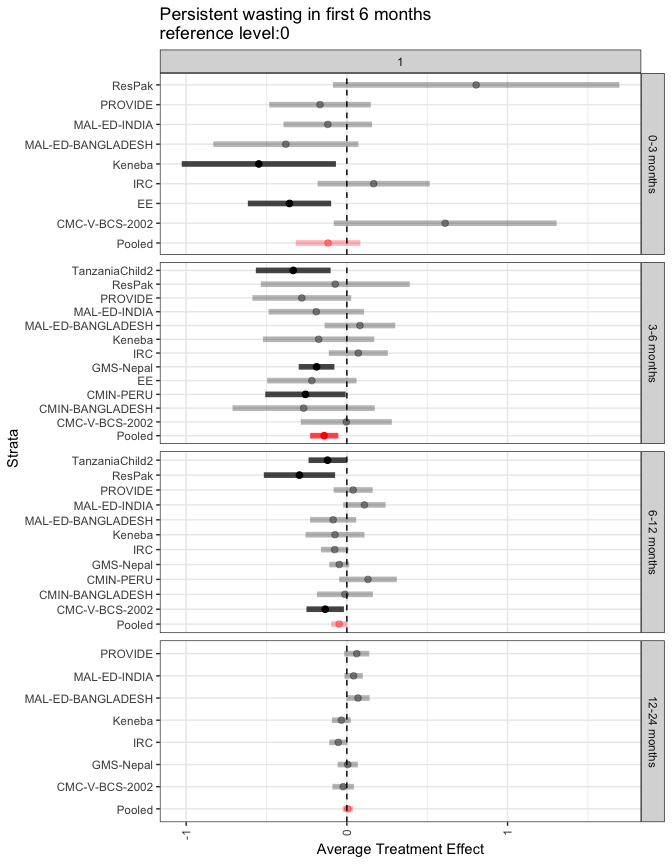 Persistent wasting in first 6 months
reference level:0
1
ResPak
PROVIDE
MAL-ED-INDIA
MAL-ED-BANGLADESH
Keneba
IRC
EE
CMC-V-BCS-2002
Pooled
0-3 months
TanzaniaChild2
ResPak
PROVIDE
MAL-ED-INDIA
MAL-ED-BANGLADESH
Keneba
IRC
GMS-Nepal
EE
CMIN-PERU
CMIN-BANGLADESH
CMC-V-BCS-2002
Pooled
3-6 months
Strata
TanzaniaChild2
ResPak
PROVIDE
MAL-ED-INDIA
MAL-ED-BANGLADESH
Keneba
IRC
GMS-Nepal
CMIN-PERU
CMIN-BANGLADESH
CMC-V-BCS-2002
Pooled
6-12 months
PROVIDE
MAL-ED-INDIA
MAL-ED-BANGLADESH
Keneba
IRC
GMS-Nepal
CMC-V-BCS-2002
Pooled
12-24 months
-1
0
1
Average Treatment Effect